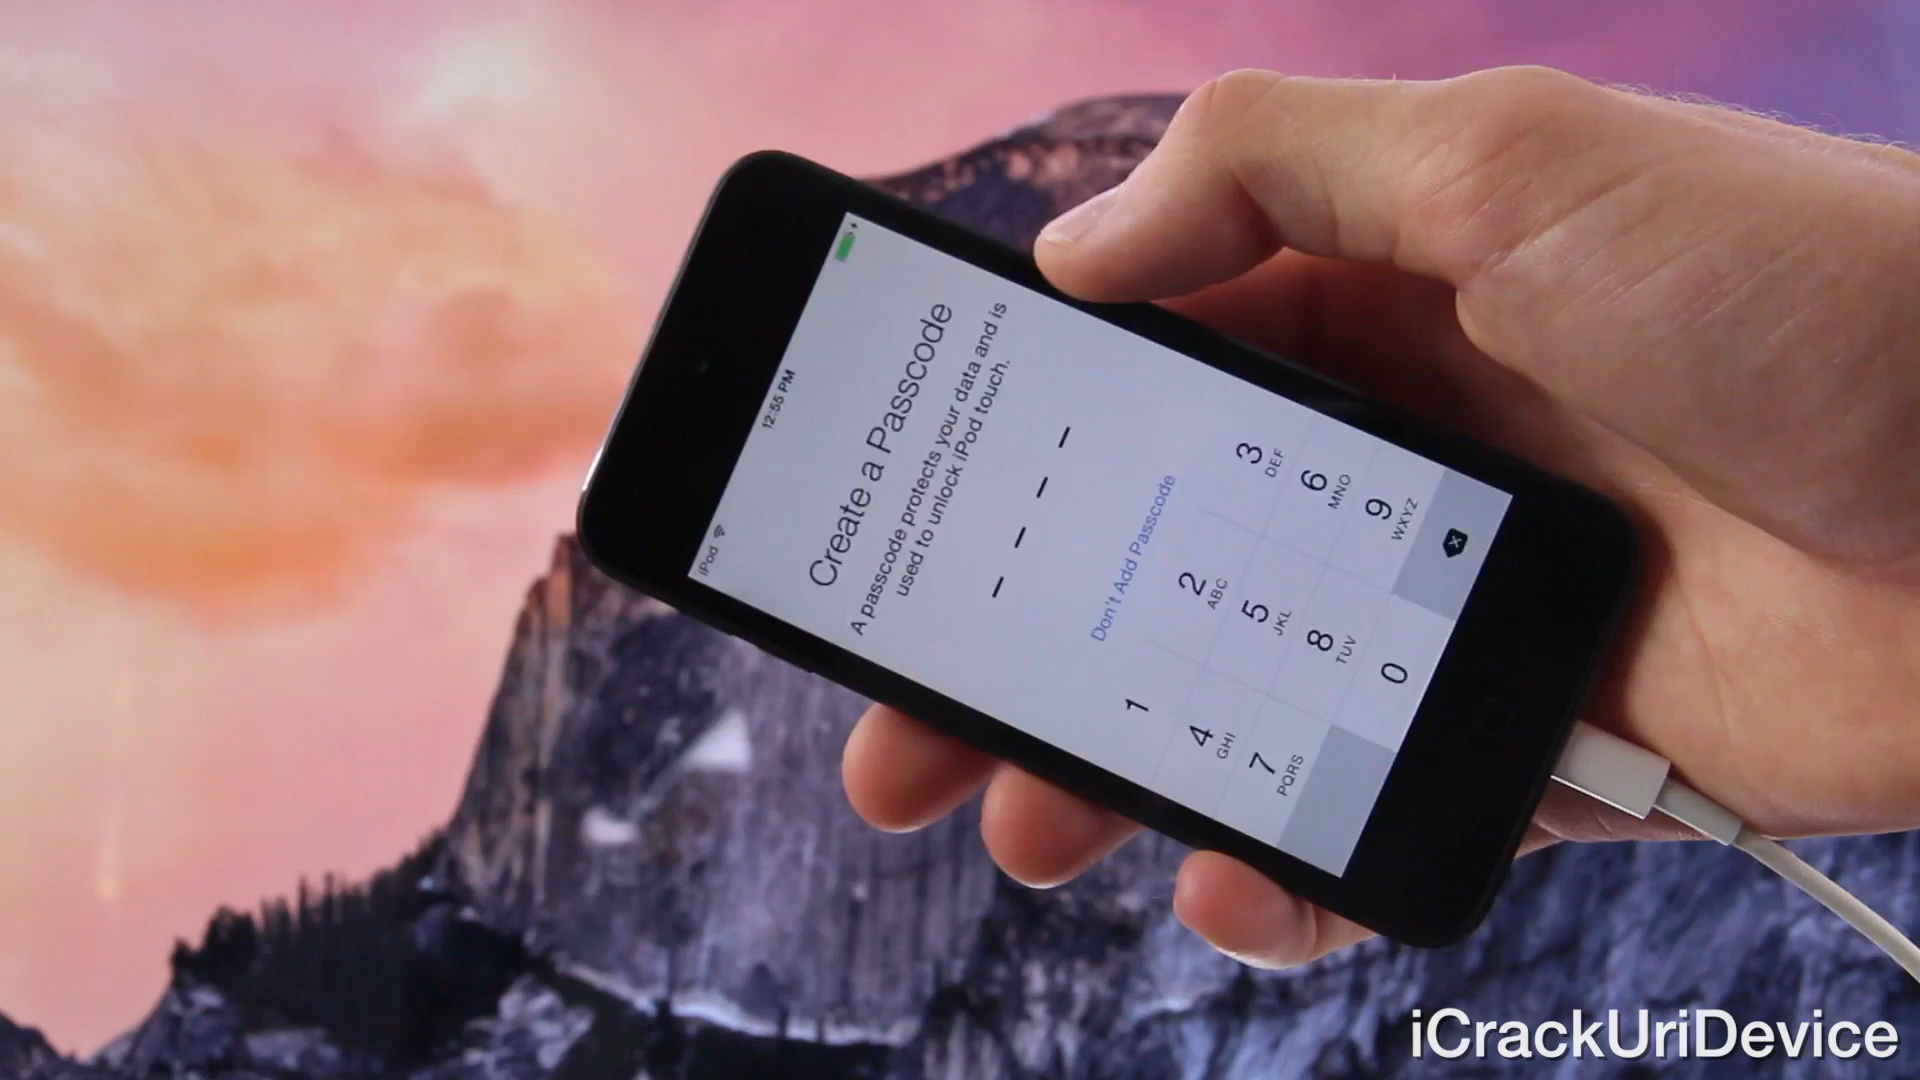 iPod 12:55 PM
Create a Passcode
A passcode protects your data and is
used to unlock iPod touch.
Don't Add Passcode
1 2 ABC 3 DEF
4 GHI 5 JKL 6 MNO
7 PQRS 8 TUV 9 WXYZ
0
iCrackUriDevice